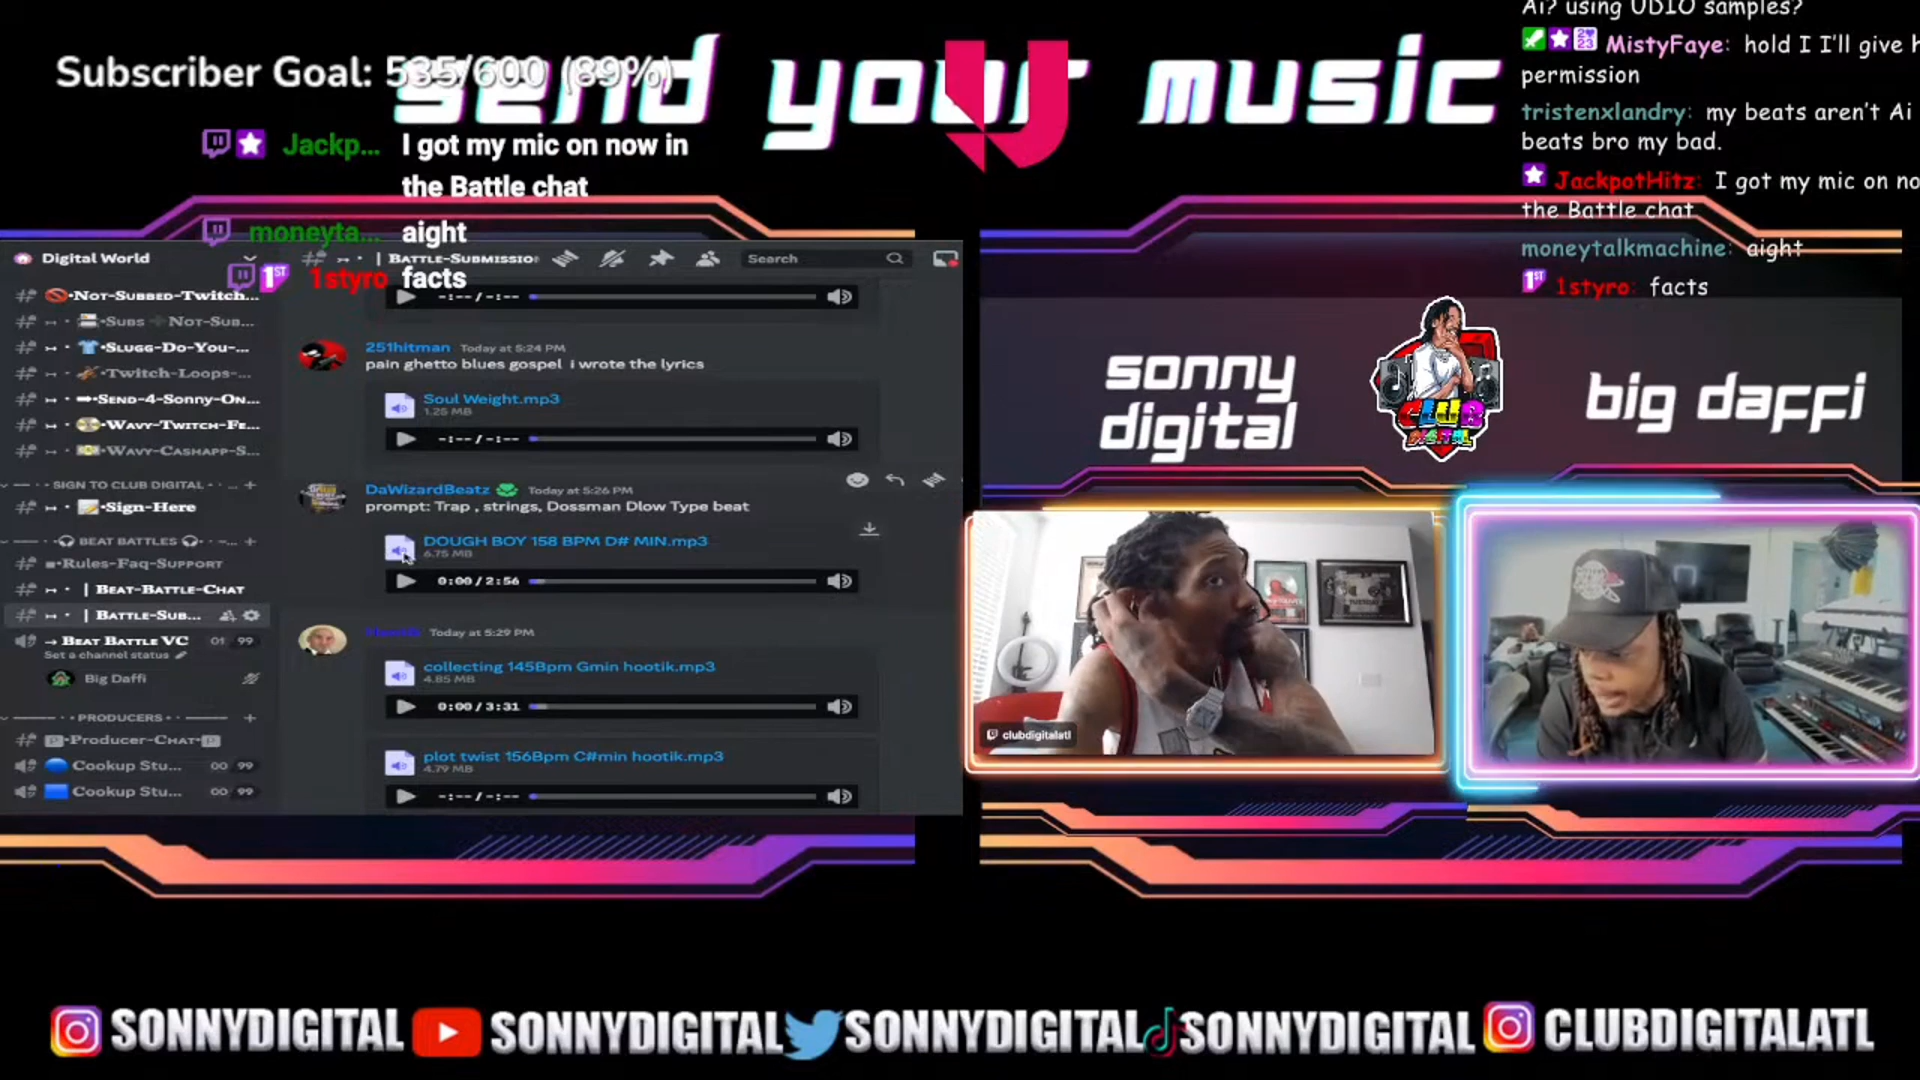 Subscriber Goal: 535/600 (89%)
send your music
Jackp... I got my mic on now in
the Battle chat
moneyta... aight
1styro facts
Ai? using UDIO samples?
MistyFaye: hold I I'll give h
permission
tristenxlandry: my beats aren't Ai
beats bro my bad.
JackpotHitz: I got my mic on no
the Battle chat
moneytalkmachine: aight
1styro: facts
Digital World
| Battle-Submissio
Search
Not-Subbed-Twitch...
Subs Not-Sub...
Slugg-Do-You-...
Twitch-Loops-...
Send-4-Sonny-On...
Wavy-Twitch-Fe...
Wavy-Cashapp-S...
SIGN TO CLUB DIGITAL
Sign-Here
BEAT BATTLES
Rules-Faq-Support
| Beat-Battle-Chat
| Battle-Sub...
→ Beat Battle VC 01 99
Set a channel status
Big Daffi
PRODUCERS
Producer-Chat
Cookup Stu... 00 99
Cookup Stu... 00 99
-:--/-:--
251hitman Today at 5:24 PM
pain ghetto blues gospel i wrote the lyrics
Soul Weight.mp3
1.25 MB
-:--/-:--
DaWizardBeatz Today at 5:26 PM
prompt: Trap , strings, Dossman Dlow Type beat
DOUGH BOY 158 BPM D# MIN.mp3
6.75 MB
0:00/2:56
Today at 5:29 PM
collecting 145Bpm Gmin hootik.mp3
4.85 MB
0:00/3:31
plot twist 156Bpm C#min hootik.mp3
4.79 MB
-:--/-:--
sonny
digital
CLUB
DIGITAL
big daffi
clubdigitalatl
SONNYDIGITAL SONNYDIGITAL SONNYDIGITAL SONNYDIGITAL CLUBDIGITALATL